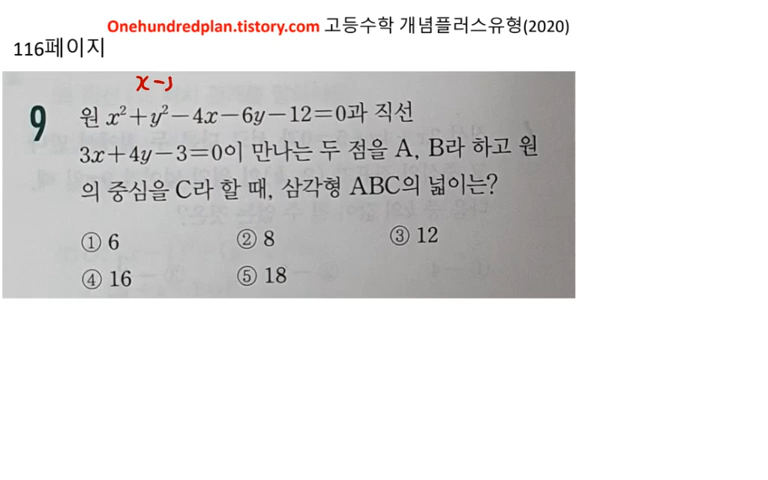 Onehundredplan.tistory.com 고등수학 개념플러스유형(2020)
116페이지
x-
9 원 x²+y²-4x-6y-12=0과 직선
3x+4y-3=0이 만나는 두 점을 A, B라 하고 원
의 중심을 C라 할 때, 삼각형 ABC의 넓이는?
① 6 ② 8 ③ 12
④ 16 ⑤ 18